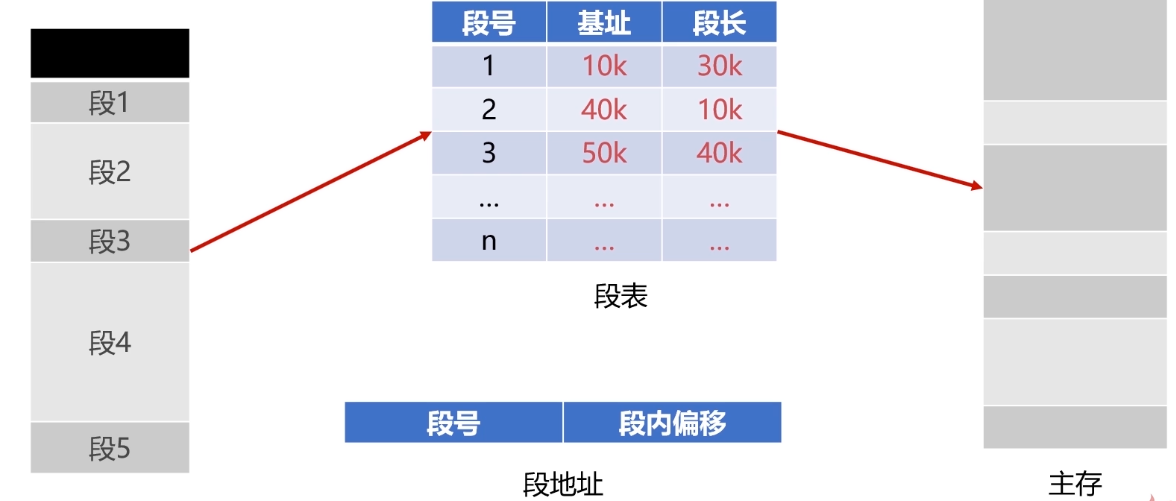 段1
段2
段3
段4
段5
段号 基址 段长
1 10k 30k
2 40k 10k
3 50k 40k
... ... ...
n ... ...
段表
段号 段内偏移
段地址
主存